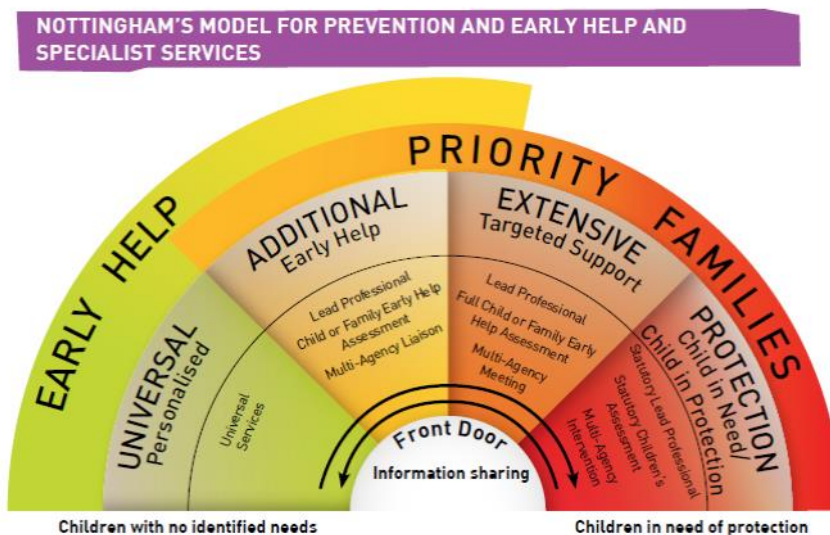 NOTTINGHAM'S MODEL FOR PREVENTION AND EARLY HELP AND
SPECIALIST SERVICES
EARLY HELP
PRIORITY FAMILIES
UNIVERSAL
Personalised
Universal
Services
ADDITIONAL
Early Help
Lead Professional
Child or Family Early Help
Assessment
Multi-Agency Liaison
EXTENSIVE
Targeted Support
Lead Professional
Full Child or Family Early
Help Assessment
Multi-Agency
Meeting
PROTECTION
Child in Need/
Child in Protection
Statutory Lead Professional
Statutory Children's
Assessment
Multi-Agency
Intervention
Front Door
Information sharing
Children with no identified needs
Children in need of protection